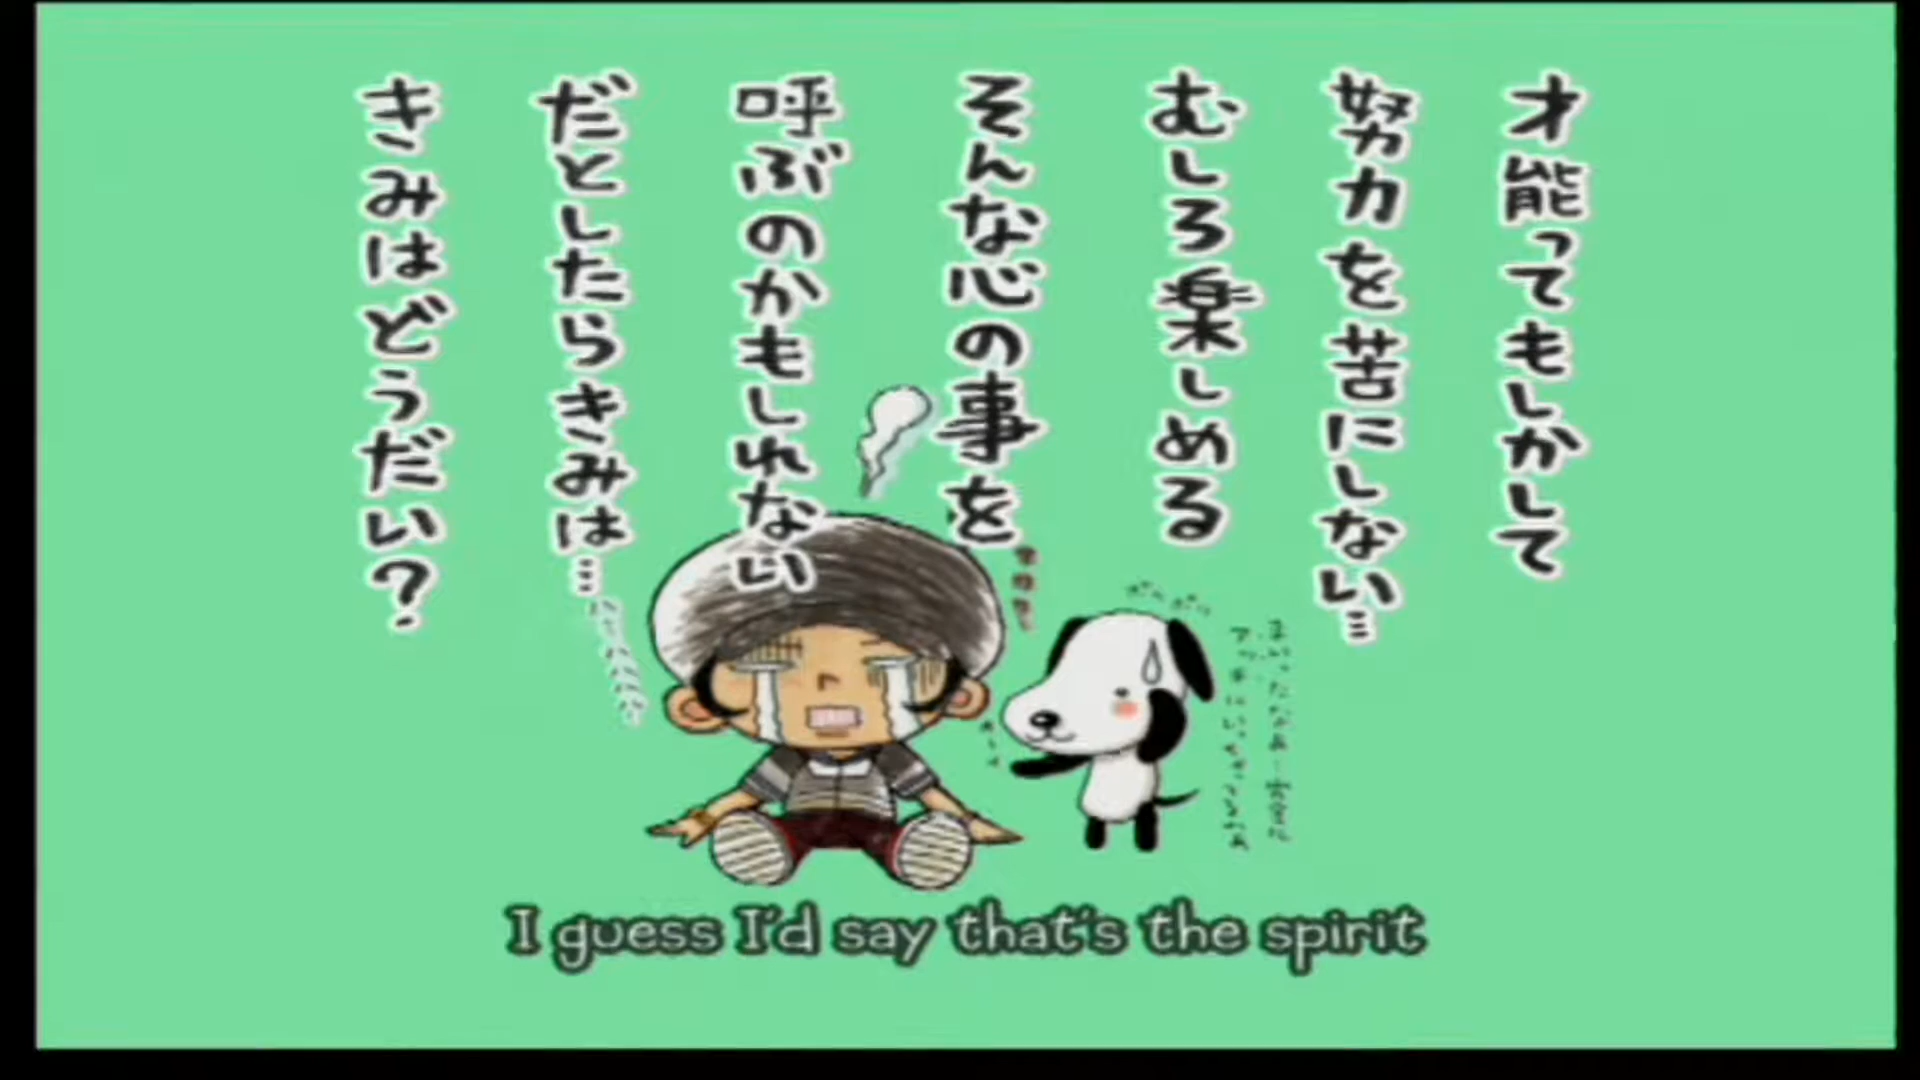 才能ってもしかして
努力を苦にしない…
むしろ楽しめる
そんな心の事を
呼ぶのかもしれない
だとしたらきみは…
きみはどうだい？
I guess I'd say that's the spirit